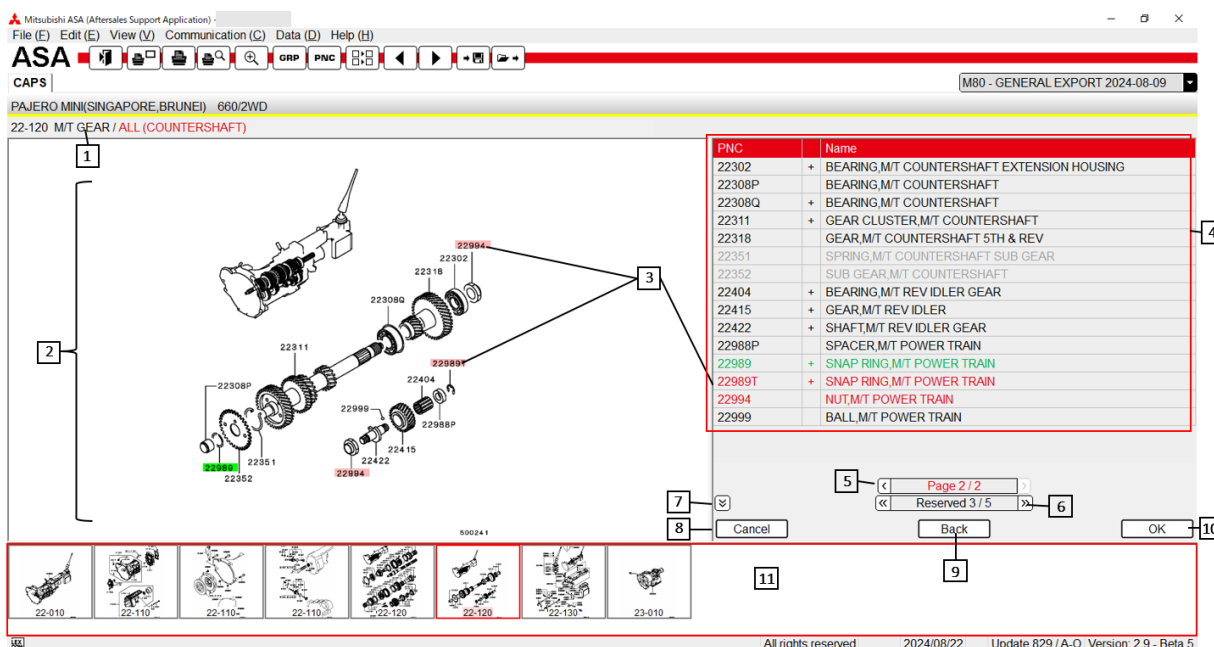 Mitsubishi ASA (Aftersales Support Application) -
File (F) Edit (E) View (V) Communication (C) Data (D) Help (H)
ASA
GRP PNC
CAPS
M80 - GENERAL EXPORT 2024-08-09
PAJERO MINI(SINGAPORE,BRUNEI) 660/2WD
22-120 M/T GEAR / ALL (COUNTERSHAFT)
1
2
3
22994
22302
22318
22308Q
22311
22989T
22404
22308P
22999
22988P
22415
22351
22422
22989
22994
22352
500241
PNC Name
22302 + BEARING,M/T COUNTERSHAFT EXTENSION HOUSING
22308P BEARING,M/T COUNTERSHAFT
22308Q + BEARING,M/T COUNTERSHAFT
22311 + GEAR CLUSTER,M/T COUNTERSHAFT
22318 GEAR,M/T COUNTERSHAFT 5TH & REV
22351 SPRING,M/T COUNTERSHAFT SUB GEAR
22352 SUB GEAR,M/T COUNTERSHAFT
22404 + BEARING,M/T REV IDLER GEAR
22415 + GEAR,M/T REV IDLER
22422 + SHAFT,M/T REV IDLER GEAR
22988P SPACER,M/T POWER TRAIN
22989 + SNAP RING,M/T POWER TRAIN
22989T + SNAP RING,M/T POWER TRAIN
22994 NUT,M/T POWER TRAIN
22999 BALL,M/T POWER TRAIN
4
5
< Page 2 / 2 >
« Reserved 3 / 5 »
6
7
8
Cancel Back OK
10
9
11
22-010 22-110 22-110 22-110 22-120 22-120 22-130 23-010
All rights reserved 2024/08/22 Update 829 / A-O Version: 2.9 - Beta 5